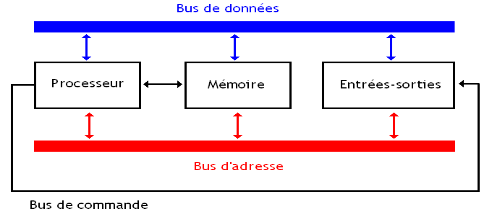 Bus de données
Processeur
Mémoire
Entrées-sorties
Bus d'adresse
Bus de commande